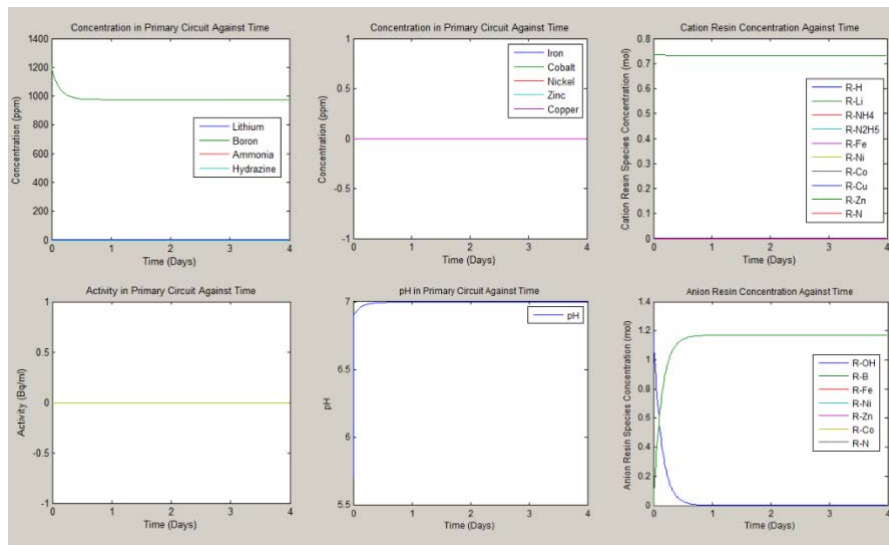 Concentration in Primary Circuit Against Time
Concentration (ppm)
1400
1200
1000
800
600
400
200
0
0 1 2 3 4
Time (Days)
Lithium
Boron
Ammonia
Hydrazine
Concentration in Primary Circuit Against Time
Concentration (ppm)
1
0.5
0
-0.5
-1
0 1 2 3 4
Time (Days)
Iron
Cobalt
Nickel
Zinc
Copper
Cation Resin Concentration Against Time
Cation Resin Species Concentration (mol)
0.8
0.7
0.6
0.5
0.4
0.3
0.2
0.1
0
0 1 2 3 4
Time (Days)
R-H
R-Li
R-NH4
R-N2H5
R-Fe
R-Ni
R-Co
R-Cu
R-Zn
R-N
Activity in Primary Circuit Against Time
Activity (Bq/ml)
1
0.5
0
-0.5
-1
0 1 2 3 4
Time (Days)
pH in Primary Circuit Against Time
pH
7
6.5
6
5.5
0 1 2 3 4
Time (Days)
pH
Anion Resin Concentration Against Time
Anion Resin Species Concentration (mol)
1.4
1.2
1
0.8
0.6
0.4
0.2
0
0 1 2 3 4
Time (Days)
R-OH
R-B
R-Fe
R-Ni
R-Zn
R-Co
R-N